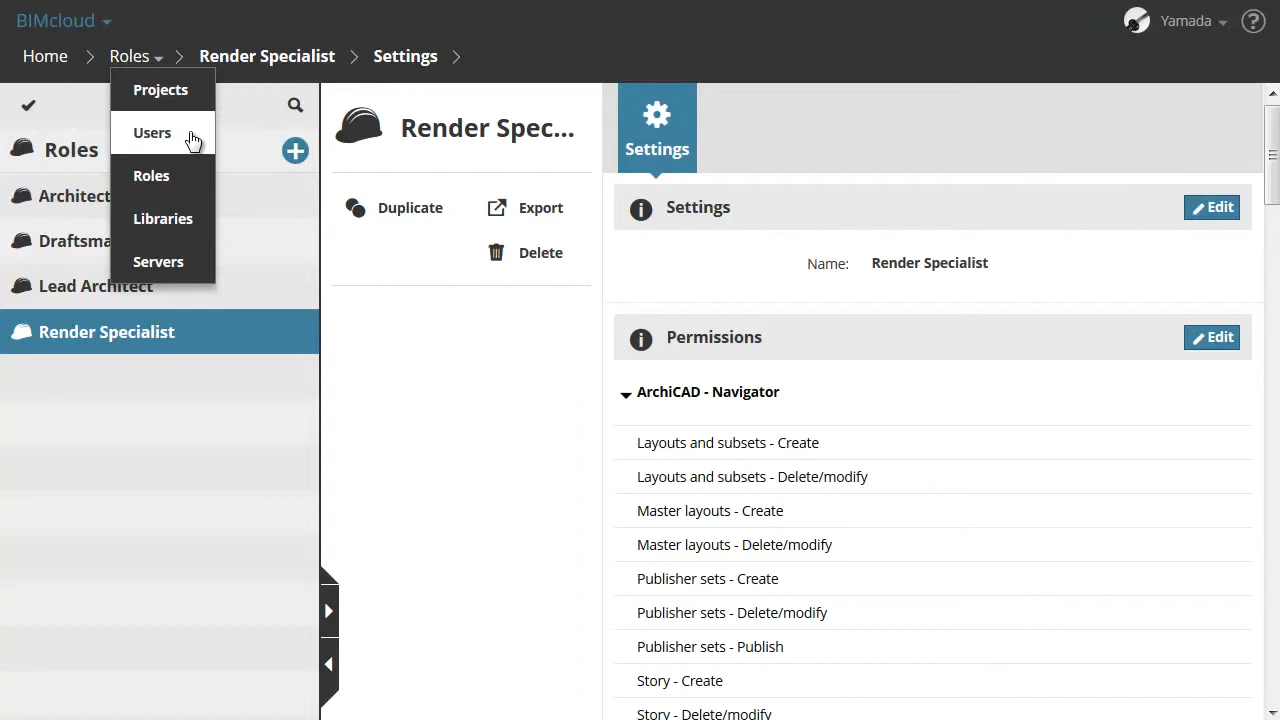 BIMcloud
Yamada
Home
Roles
Render Specialist
Settings
Projects
Users
Roles
Libraries
Servers
Roles
Architect
Draftsma
Lead Architect
Render Specialist
Render Spec...
Duplicate
Export
Delete
Settings
Settings
Edit
Name: Render Specialist
Permissions
Edit
ArchiCAD - Navigator
Layouts and subsets - Create
Layouts and subsets - Delete/modify
Master layouts - Create
Master layouts - Delete/modify
Publisher sets - Create
Publisher sets - Delete/modify
Publisher sets - Publish
Story - Create
Story - Delete/modify